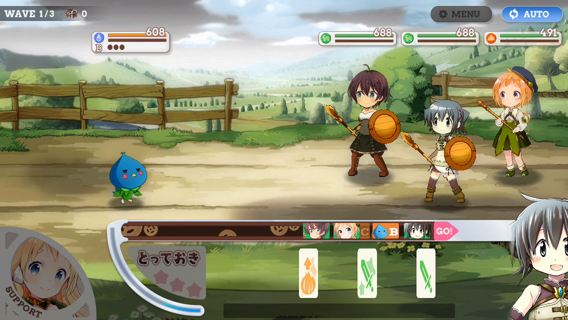 WAVE 1/3 0
MENU
AUTO
608
B
688
688
491
C
B
GO!
とっておき
SUPPORT